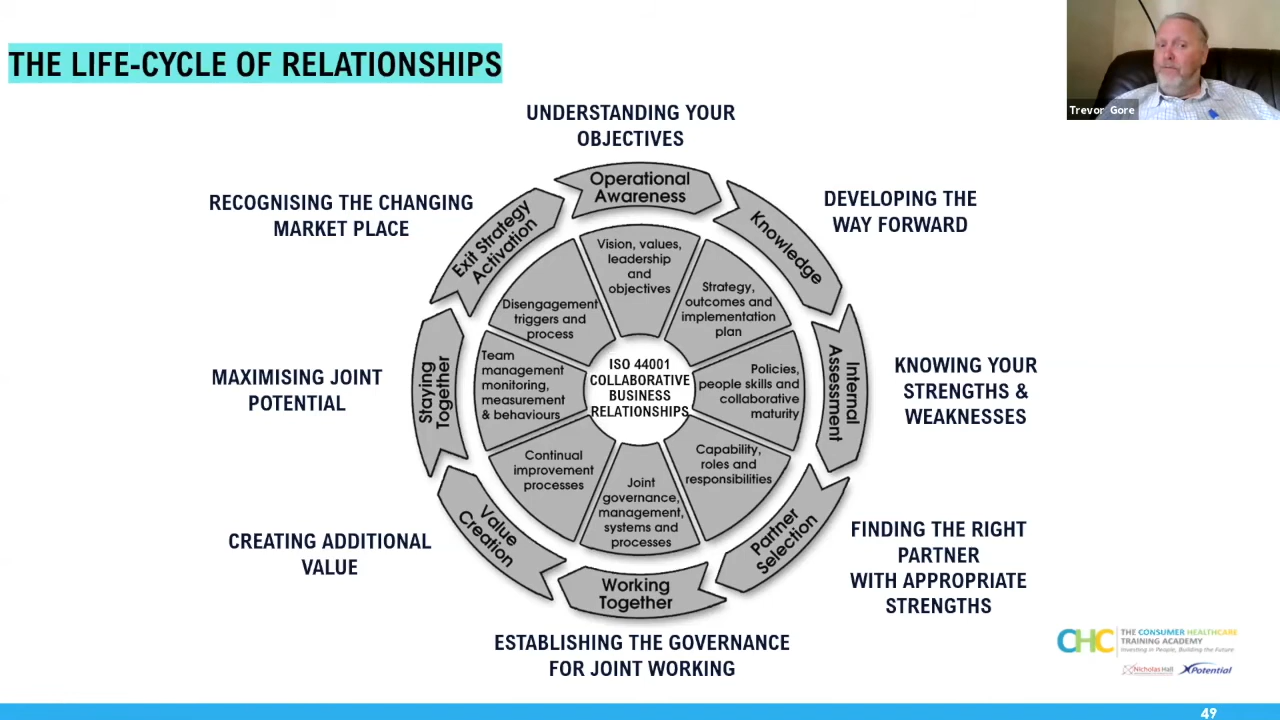 THE LIFE-CYCLE OF RELATIONSHIPS
Trevor Gore
UNDERSTANDING YOUR
OBJECTIVES
Operational
Awareness
Vision, values,
leadership
and
objectives
DEVELOPING THE
WAY FORWARD
Knowledge
Strategy,
outcomes and
implementation
plan
KNOWING YOUR
STRENGTHS &
WEAKNESSES
Internal
Assessment
Policies,
people skills and
collaborative
maturity
FINDING THE RIGHT
PARTNER
WITH APPROPRIATE
STRENGTHS
Partner
Selection
Capability,
roles and
responsibilities
ESTABLISHING THE GOVERNANCE
FOR JOINT WORKING
Working
Together
Joint
governance,
management,
systems and
processes
CREATING ADDITIONAL
VALUE
Value
Creation
Continual
improvement
processes
MAXIMISING JOINT
POTENTIAL
Staying
Together
Team
management
monitoring,
measurement
& behaviours
RECOGNISING THE CHANGING
MARKET PLACE
Exit Strategy
Activation
Disengagement
triggers and
process
ISO 44001
COLLABORATIVE
BUSINESS
RELATIONSHIPS
CHC
THE CONSUMER HEALTHCARE
TRAINING ACADEMY
Investing in People, Building the Future
Nicholas Hall
XPotential
49